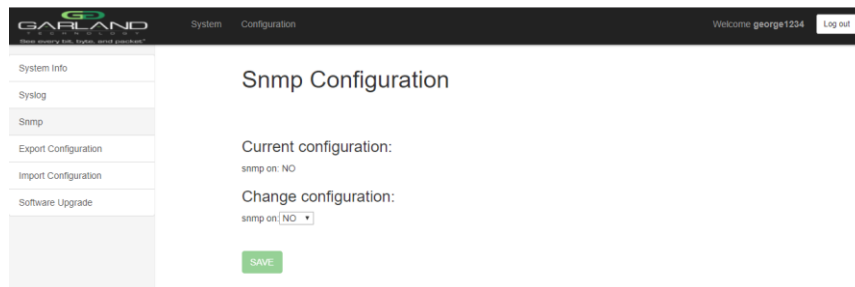 GARLAND
TECHNOLOGY
See every bit, byte, and packet®
System Configuration Welcome george1234 Log out
System Info
Syslog
Snmp
Export Configuration
Import Configuration
Software Upgrade
Snmp Configuration
Current configuration:
snmp on: NO
Change configuration:
snmp on: NO
SAVE